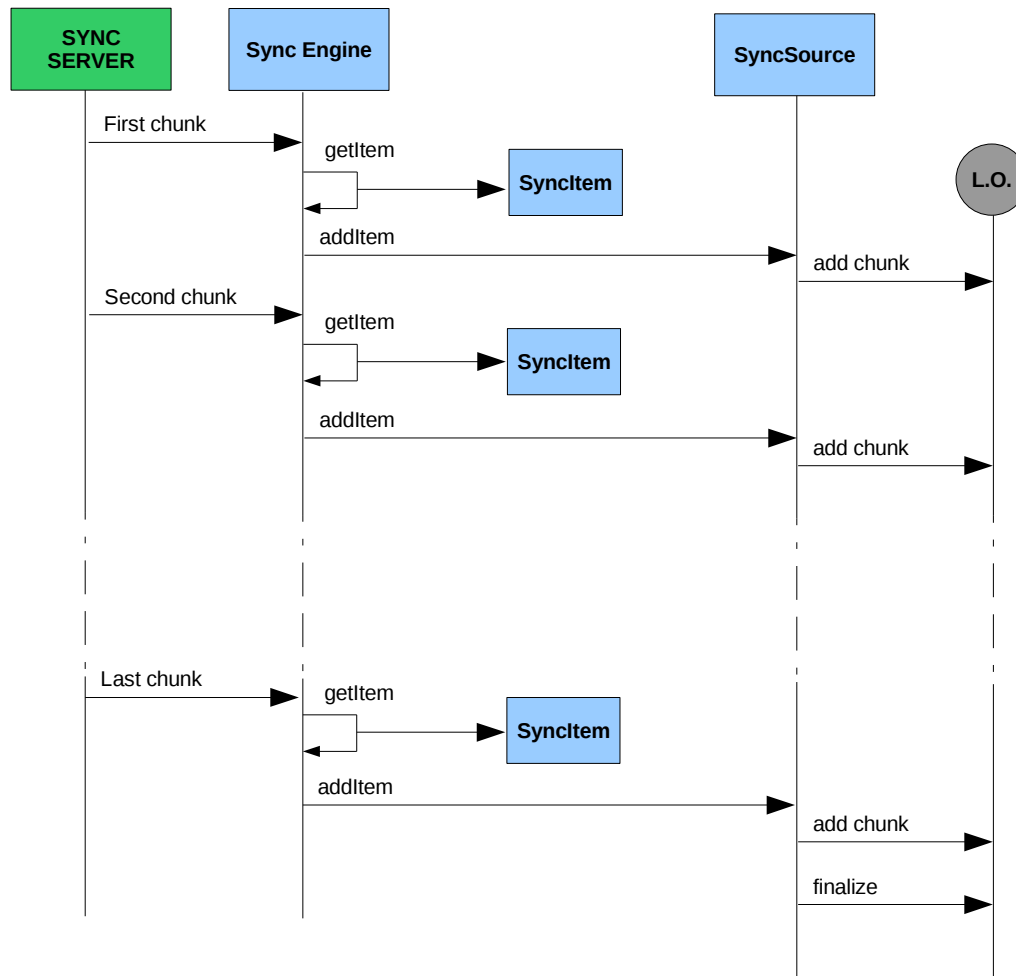 SYNC
SERVER
Sync Engine
SyncSource
First chunk
getItem
SyncItem
L.O.
addItem
add chunk
Second chunk
getItem
SyncItem
addItem
add chunk
Last chunk
getItem
SyncItem
addItem
add chunk
finalize